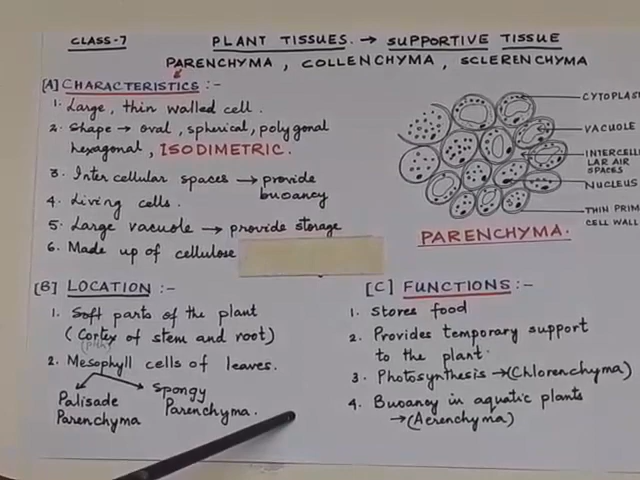 CLASS-7 PLANT TISSUES → SUPPORTIVE TISSUE
PARENCHYMA, COLLENCHYMA, SCLERENCHYMA
[A] CHARACTERISTICS :-
1. Large, thin walled cell.
2. Shape → oval, spherical, polygonal
hexagonal, ISODIMETRIC.
3. Inter cellular spaces → provide
buoancy
4. Living cells.
5. Large vacuole → provide storage
6. Made up of cellulose
CYTOPLAS
VACUOLE
INTERCELLU
LAR AIR
SPACES
NUCLEUS
THIN PRIM
CELL WAL
PARENCHYMA.
[B] LOCATION :-
1. Soft parts of the plant
(Cortex of stem and root)
(pith)
2. Mesophyll cells of leaves.
Palisade
Parenchyma
Spongy
Parenchyma.
[C] FUNCTIONS :-
1. Stores food
2. Provides temporary support
to the plant.
3. Photosynthesis → (Chlorenchyma)
4. Buoancy in aquatic plants
→ (Aerenchyma)